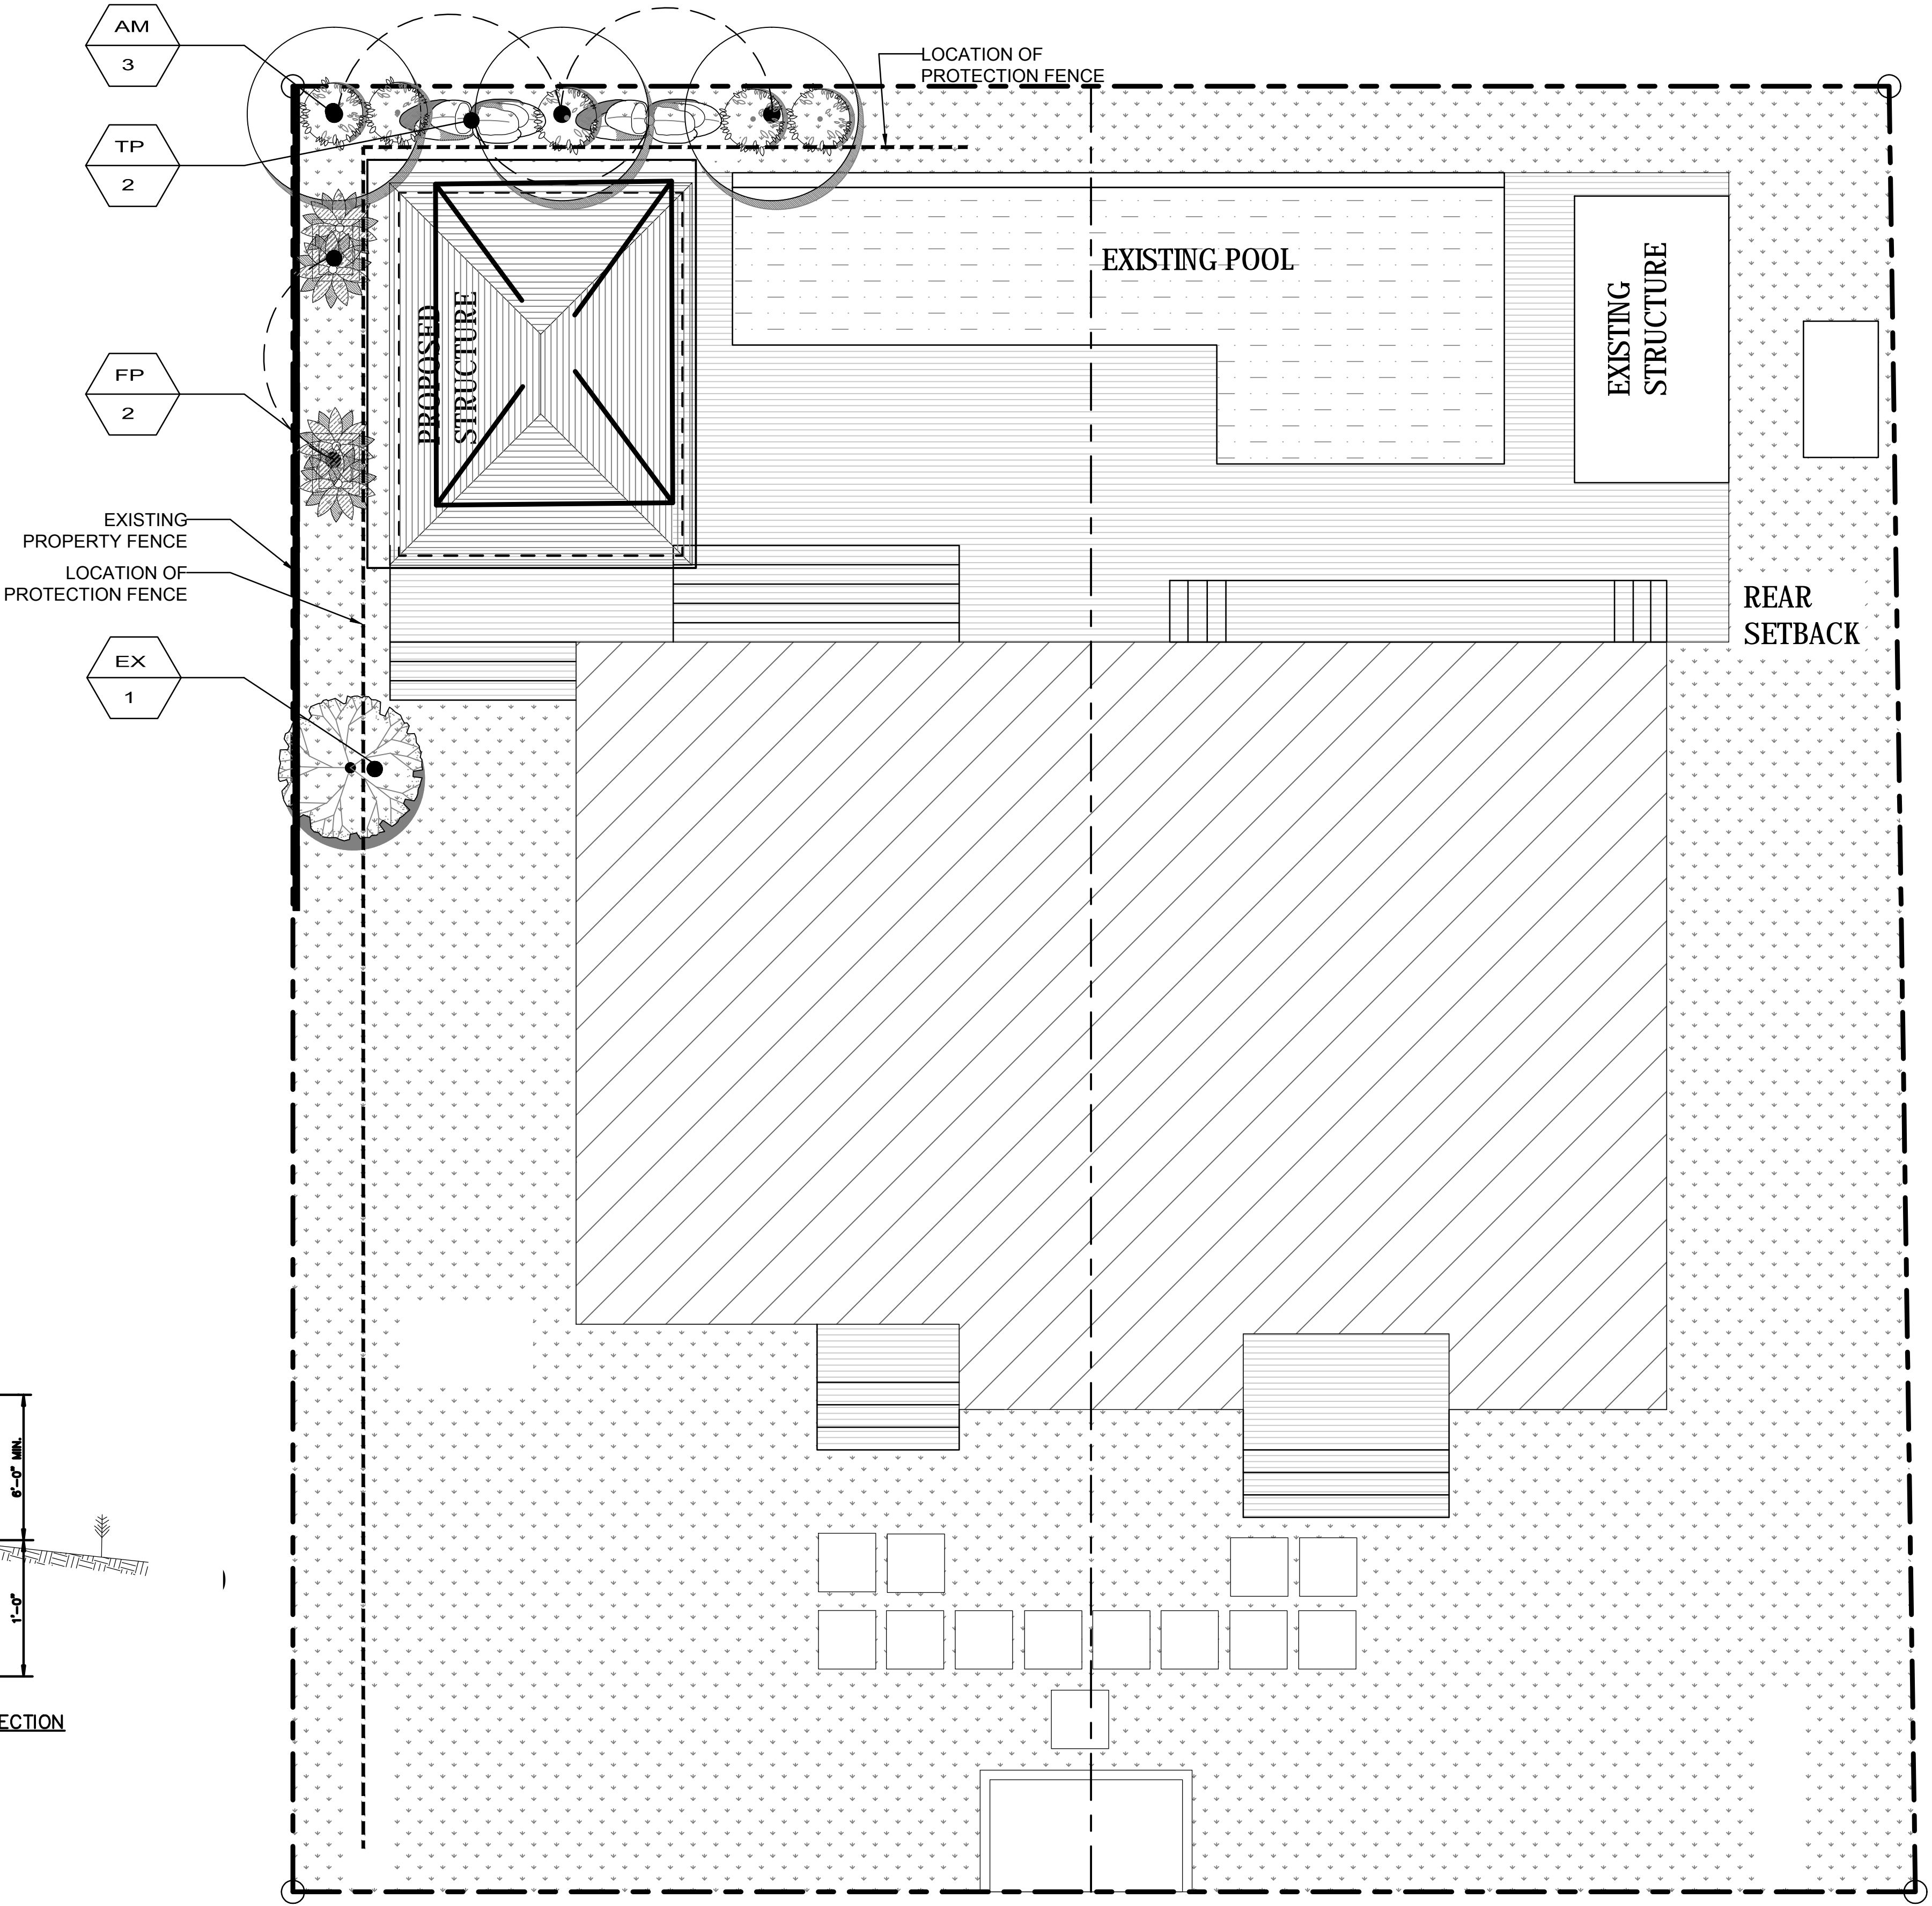 AM
3
LOCATION OF
PROTECTION FENCE
TP
2
EXISTING POOL
EXISTING
STRUCTURE
PROPOSED
STRUCTURE
FP
2
EXISTING
PROPERTY FENCE
LOCATION OF
PROTECTION FENCE
REAR
SETBACK
EX
1
6'-0" MIN.
1'-0"
ECTION